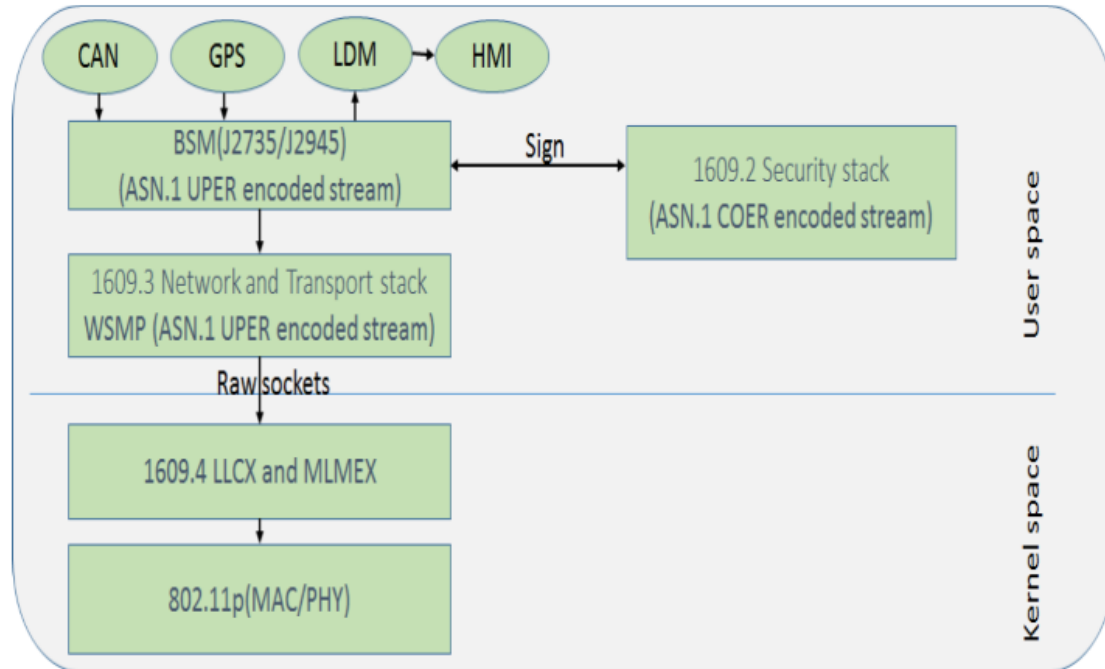 CAN
GPS
LDM
HMI
BSM(J2735/J2945)
(ASN.1 UPER encoded stream)
Sign
1609.2 Security stack
(ASN.1 COER encoded stream)
User space
1609.3 Network and Transport stack
WSMP (ASN.1 UPER encoded stream)
Raw sockets
1609.4 LLCX and MLMEX
802.11p(MAC/PHY)
Kernel space